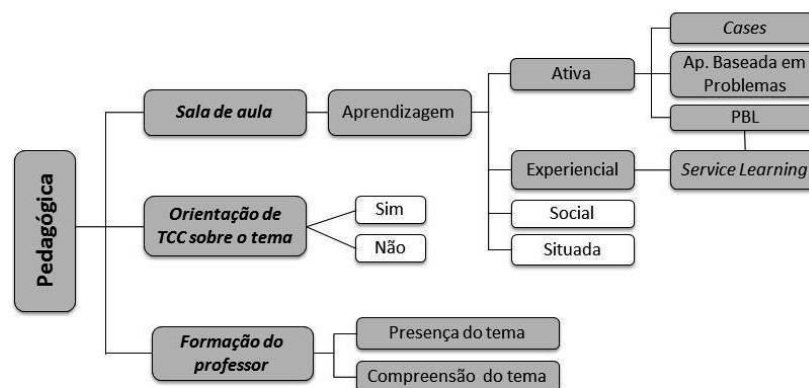 Pedagógica
Sala de aula
Aprendizagem
Ativa
Cases
Ap. Baseada em
Problemas
PBL
Experiencial
Service Learning
Social
Situada
Orientação de
TCC sobre o tema
Sim
Não
Formação do
professor
Presença do tema
Compreensão do tema